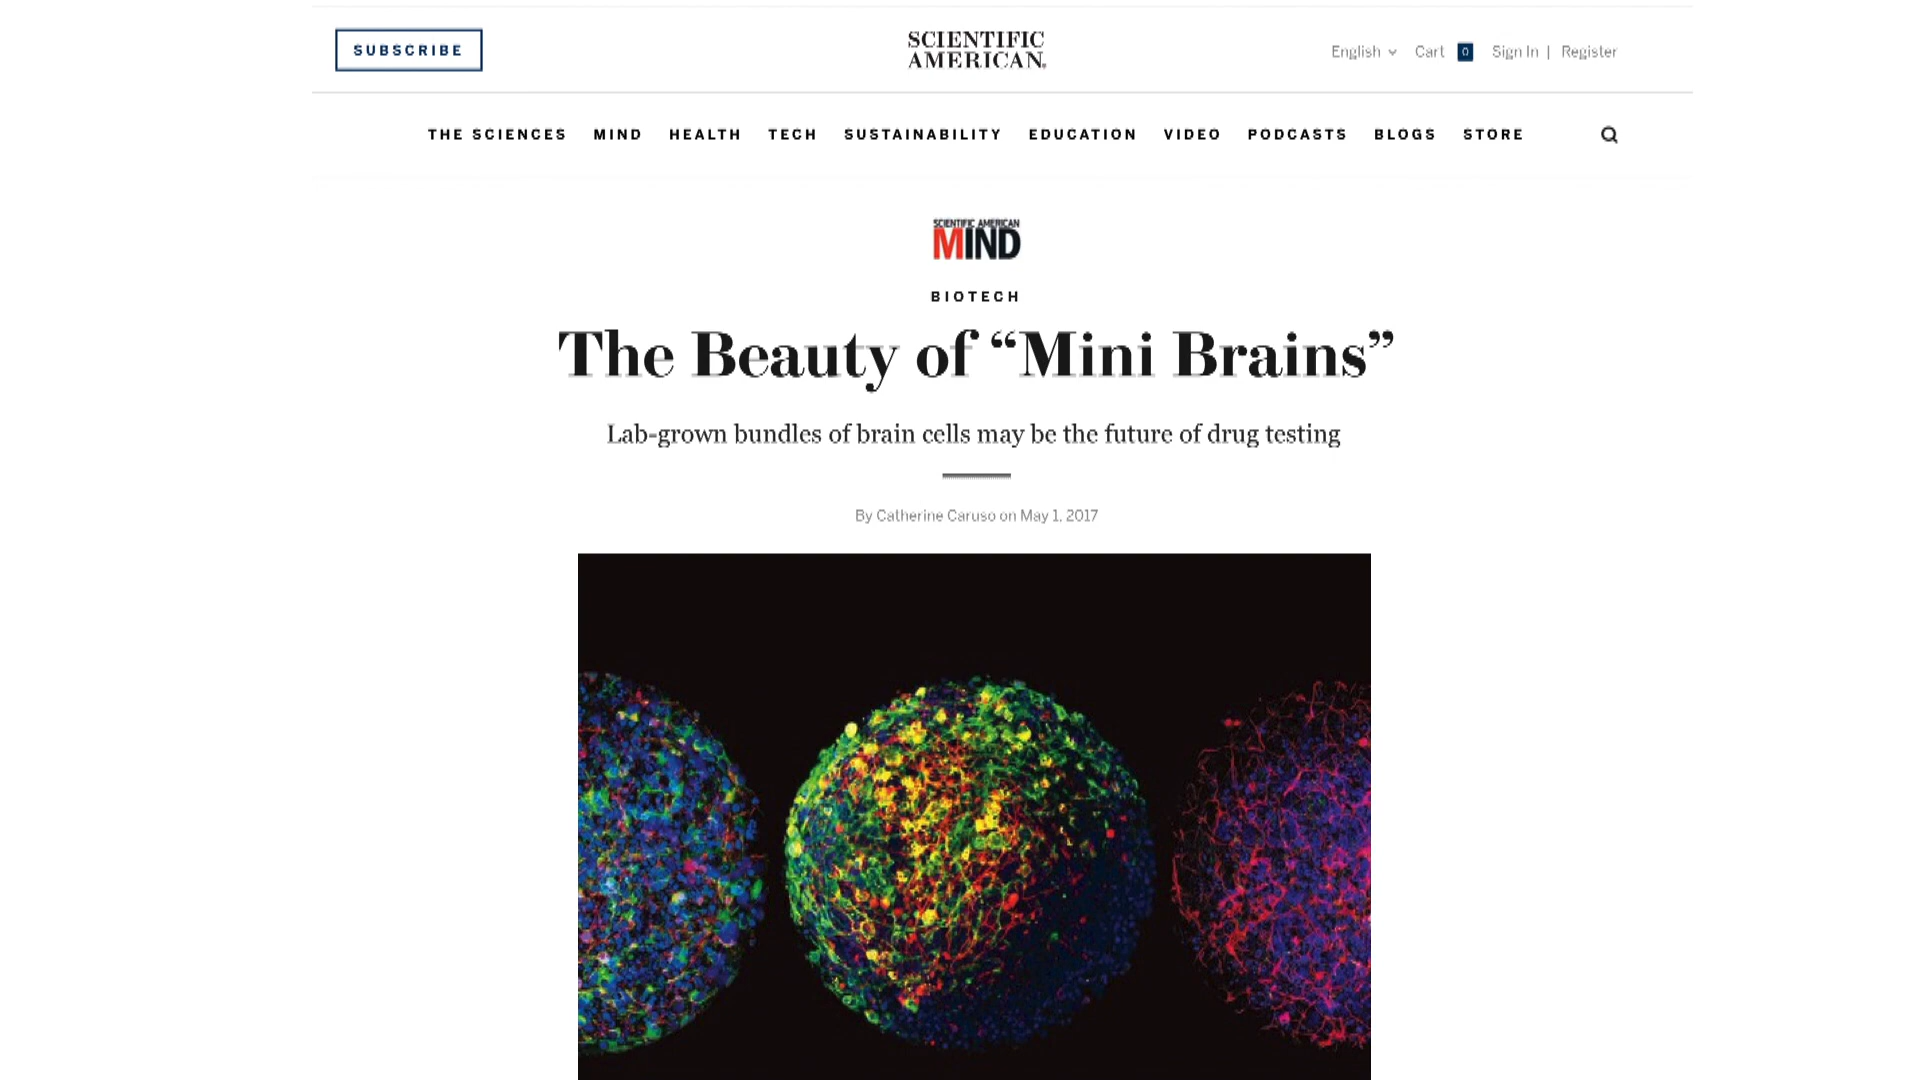 SUBSCRIBE
SCIENTIFIC
AMERICAN®
English Cart 0 Sign In | Register
THE SCIENCES MIND HEALTH TECH SUSTAINABILITY EDUCATION VIDEO PODCASTS BLOGS STORE
SCIENTIFIC AMERICAN
MIND
BIOTECH
The Beauty of “Mini Brains”
Lab-grown bundles of brain cells may be the future of drug testing
By Catherine Caruso on May 1, 2017